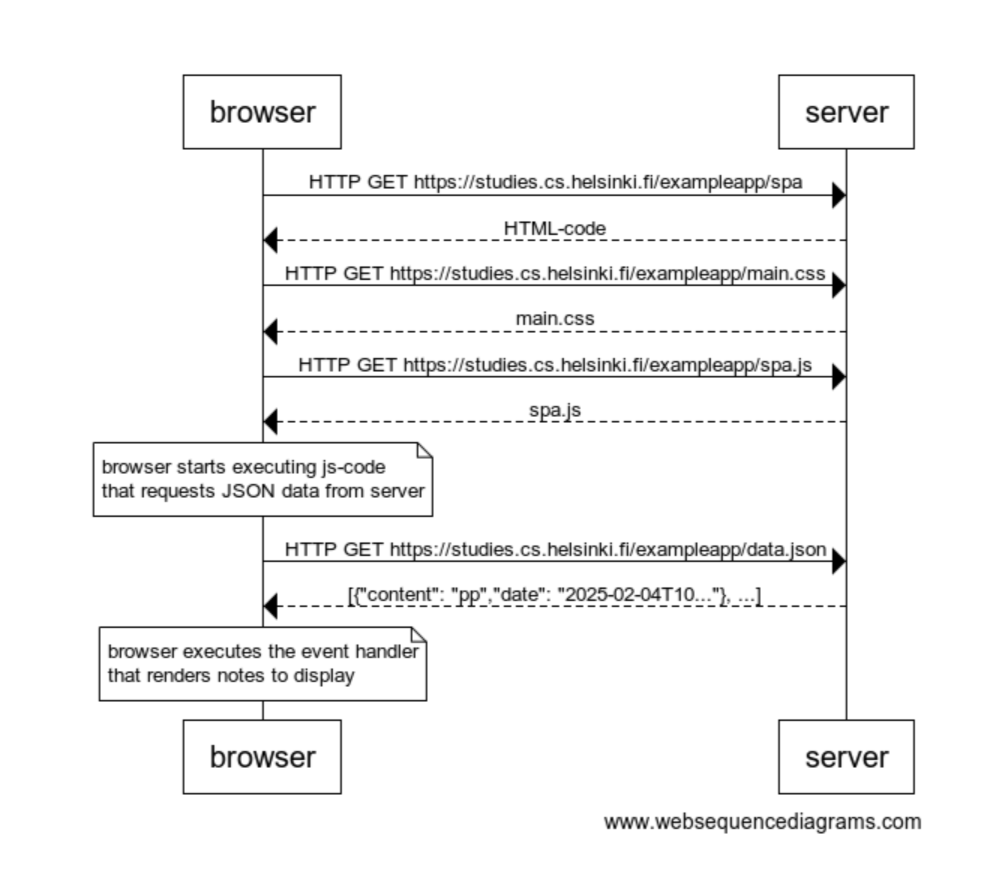 browser
server
HTTP GET https://studies.cs.helsinki.fi/exampleapp/spa
HTML-code
HTTP GET https://studies.cs.helsinki.fi/exampleapp/main.css
main.css
HTTP GET https://studies.cs.helsinki.fi/exampleapp/spa.js
spa.js
browser starts executing js-code
that requests JSON data from server
HTTP GET https://studies.cs.helsinki.fi/exampleapp/data.json
[{"content": "pp","date": "2025-02-04T10..."}, ...]
browser executes the event handler
that renders notes to display
browser
server
www.websequencediagrams.com